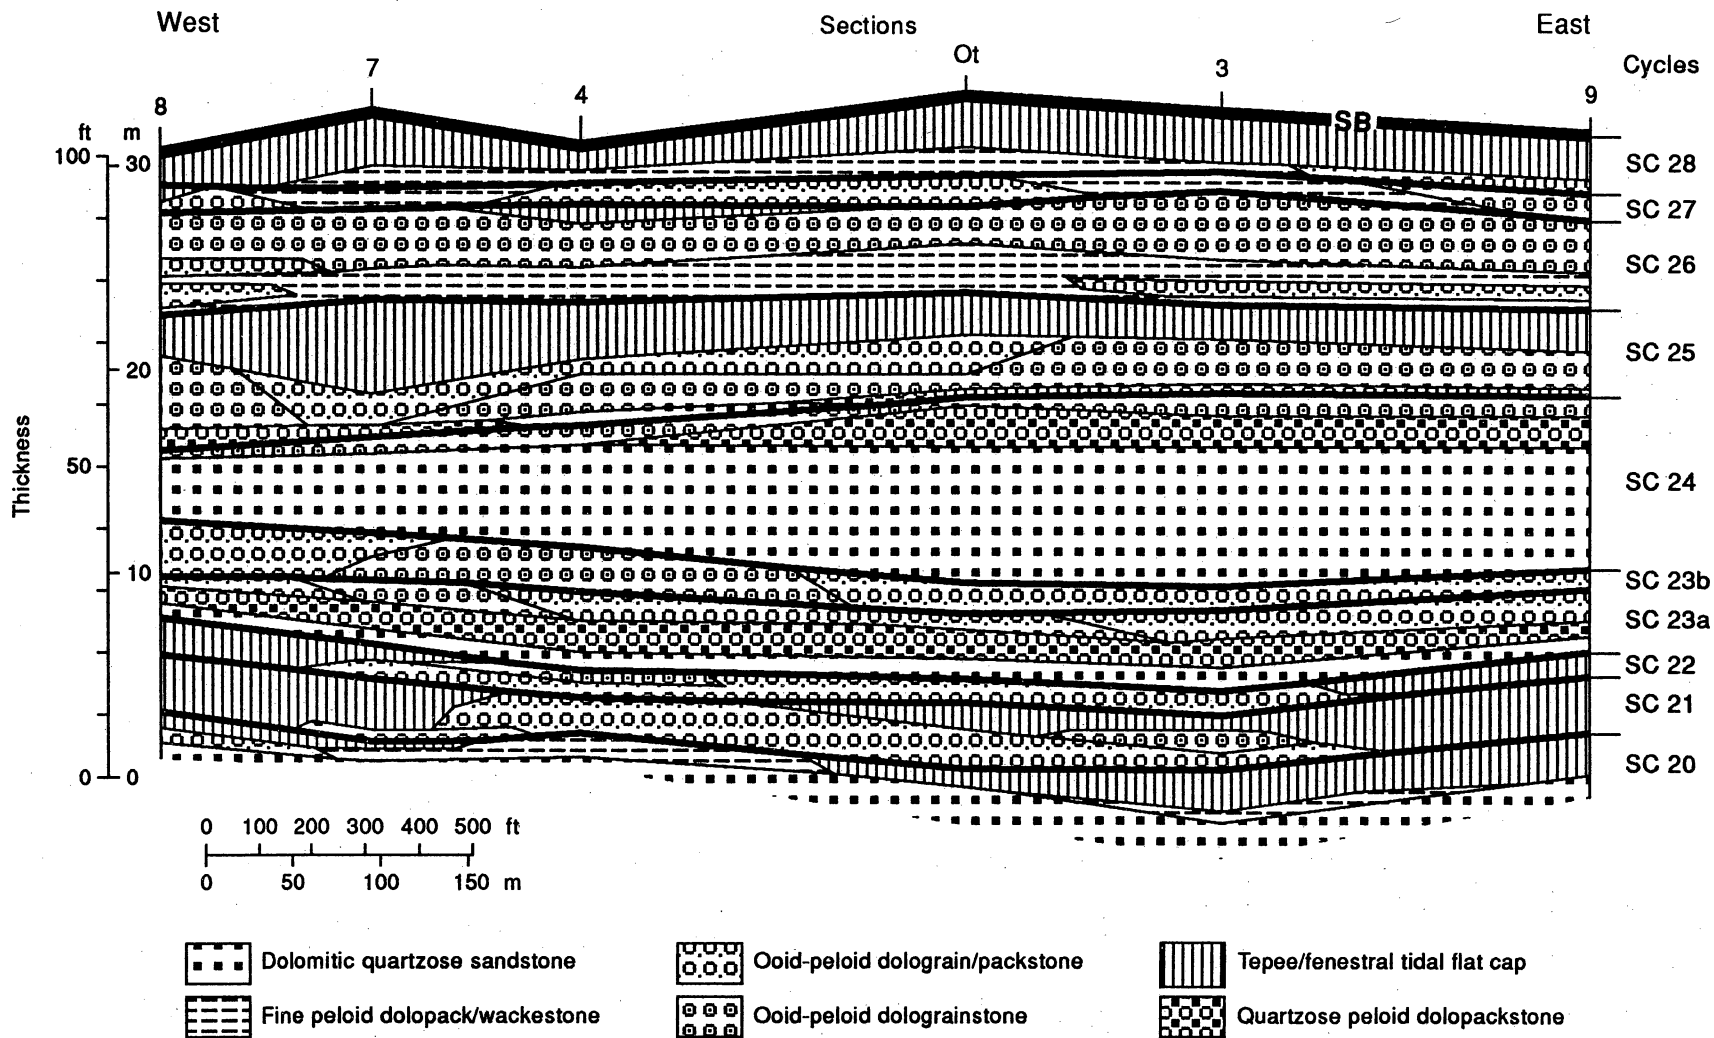 West
Sections
East
8
7
4
Ot
3
9
Cycles
ft m
100
30
20
50
10
0 0
Thickness
SB
SC 28
SC 27
SC 26
SC 25
SC 24
SC 23b
SC 23a
SC 22
SC 21
SC 20
0 100 200 300 400 500 ft
0 50 100 150 m
Dolomitic quartzose sandstone
Fine peloid dolopack/wackestone
Ooid-peloid dolograin/packstone
Ooid-peloid dolograinstone
Tepee/fenestral tidal flat cap
Quartzose peloid dolopackstone